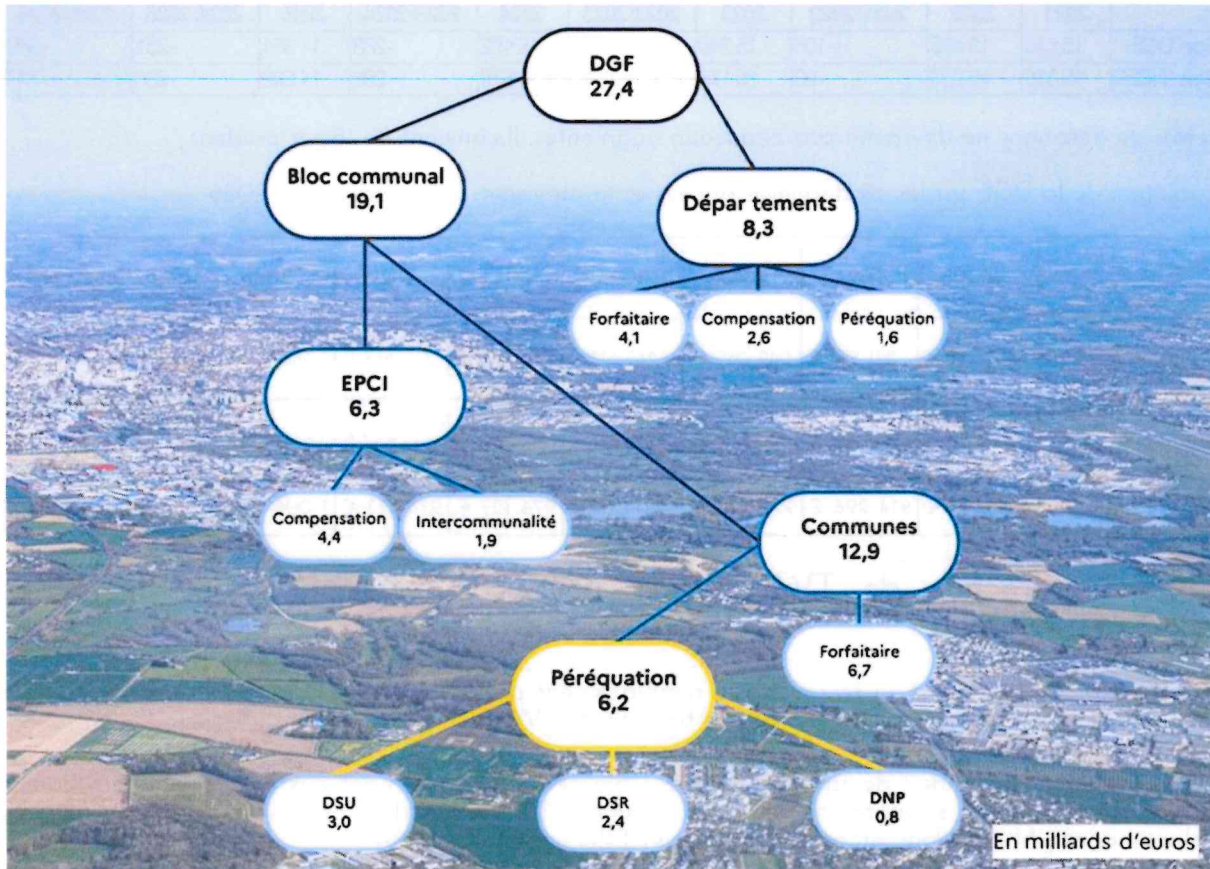 DGF
27,4
Bloc communal
19,1
Dépar tements
8,3
Forfaitaire
4,1
Compensation
2,6
Péréquation
1,6
EPCI
6,3
Compensation
4,4
Intercommunalité
1,9
Communes
12,9
Forfaitaire
6,7
Péréquation
6,2
DSU
3,0
DSR
2,4
DNP
0,8
En milliards d'euros